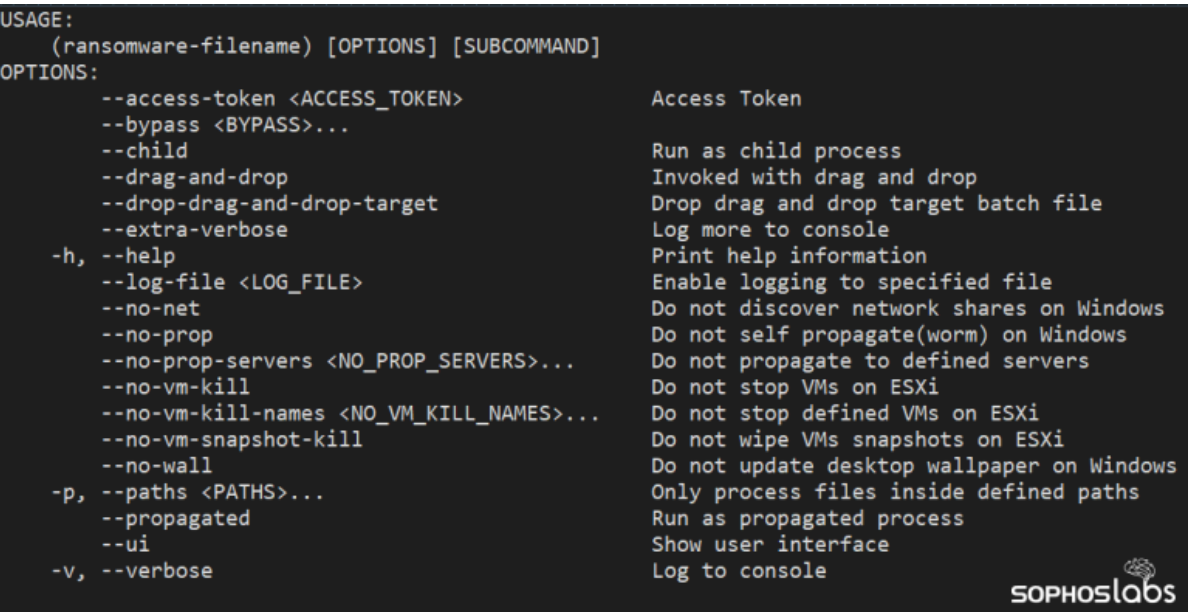 USAGE:
(ransomware-filename) [OPTIONS] [SUBCOMMAND]
OPTIONS:
--access-token <ACCESS_TOKEN> Access Token
--bypass <BYPASS>...
--child Run as child process
--drag-and-drop Invoked with drag and drop
--drop-drag-and-drop-target Drop drag and drop target batch file
--extra-verbose Log more to console
-h, --help Print help information
--log-file <LOG_FILE> Enable logging to specified file
--no-net Do not discover network shares on Windows
--no-prop Do not self propagate(worm) on Windows
--no-prop-servers <NO_PROP_SERVERS>... Do not propagate to defined servers
--no-vm-kill Do not stop VMs on ESXi
--no-vm-kill-names <NO_VM_KILL_NAMES>... Do not stop defined VMs on ESXi
--no-vm-snapshot-kill Do not wipe VMs snapshots on ESXi
--no-wall Do not update desktop wallpaper on Windows
-p, --paths <PATHS>... Only process files inside defined paths
--propagated Run as propagated process
--ui Show user interface
-v, --verbose Log to console
SOPHOSlabs